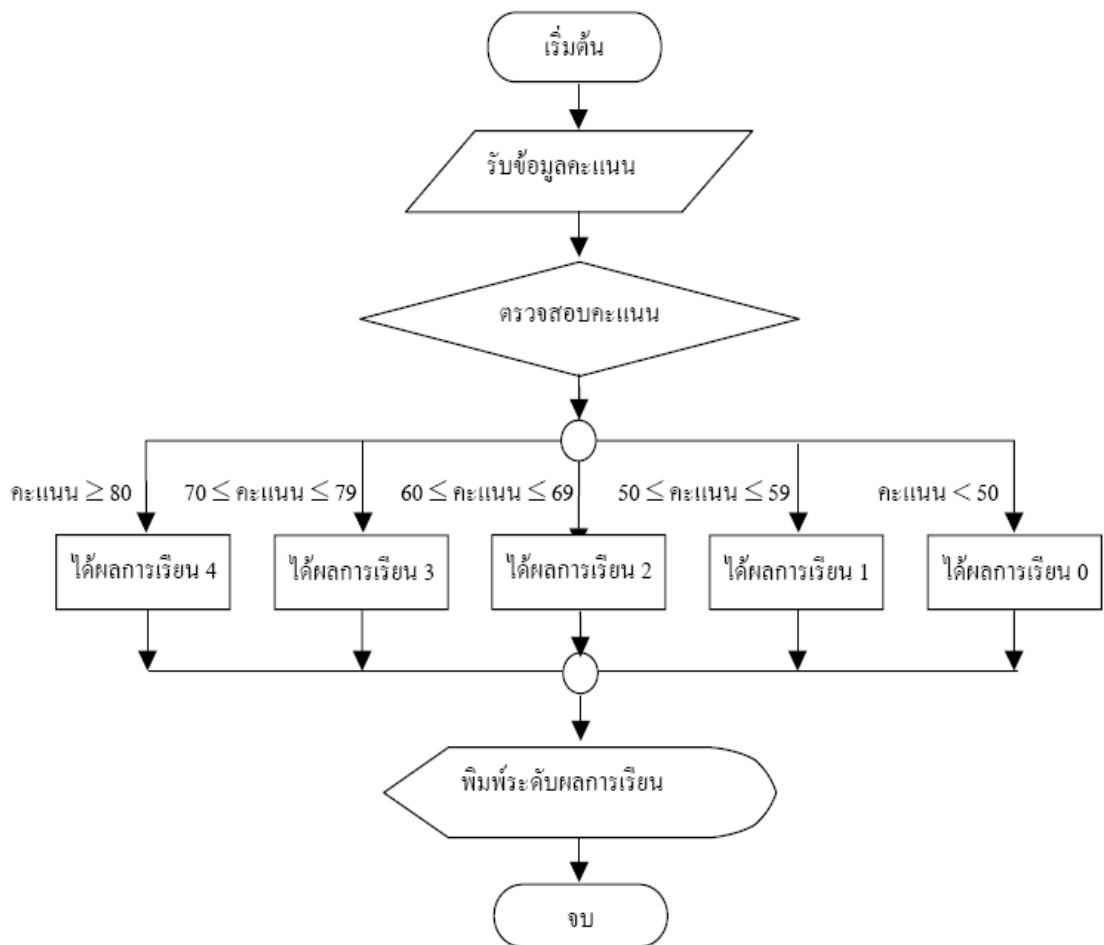 เริ่มต้น
รับข้อมูลคะแนน
ตรวจสอบคะแนน
คะแนน ≥ 80
70 ≤ คะแนน ≤ 79
60 ≤ คะแนน ≤ 69
50 ≤ คะแนน ≤ 59
คะแนน < 50
ได้ผลการเรียน 4
ได้ผลการเรียน 3
ได้ผลการเรียน 2
ได้ผลการเรียน 1
ได้ผลการเรียน 0
พิมพ์ระดับผลการเรียน
จบ